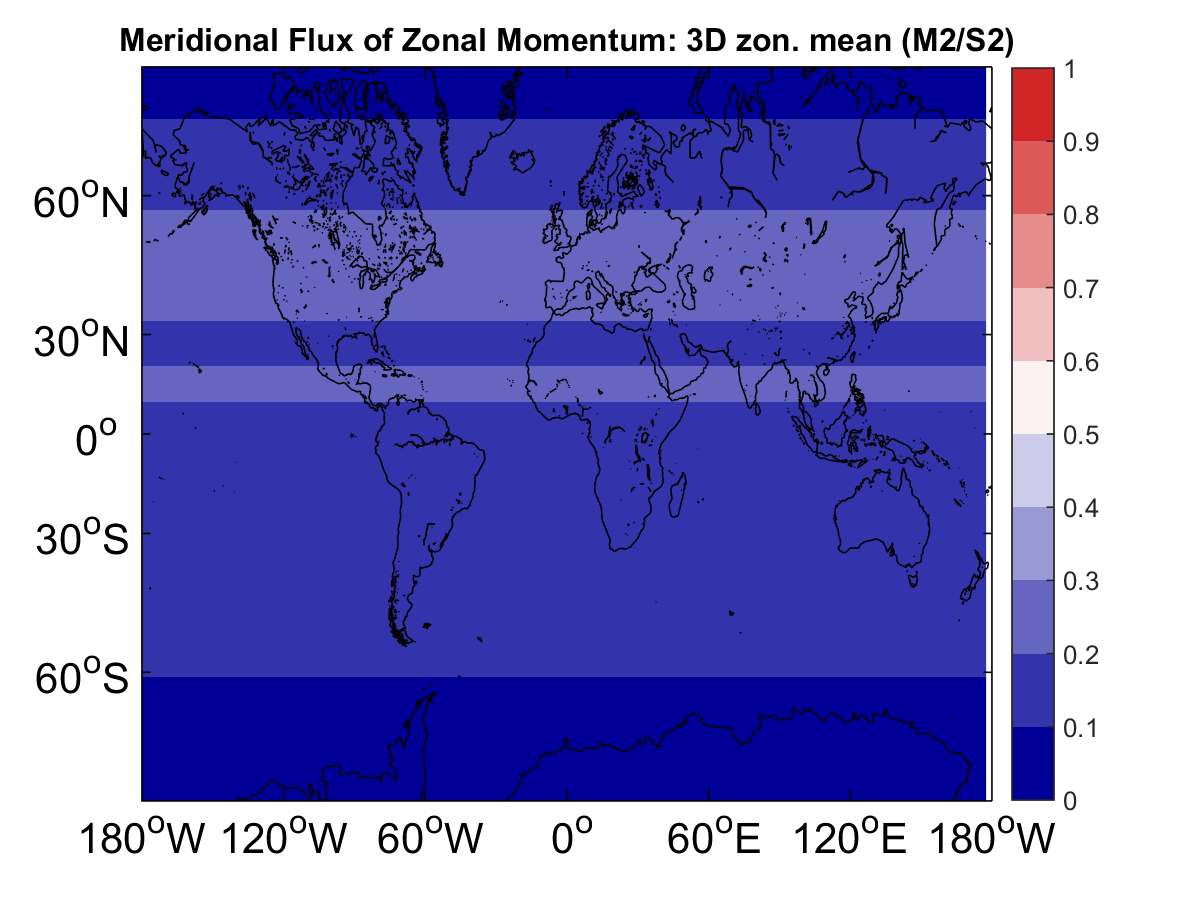 Meridional Flux of Zonal Momentum: 3D zon. mean (M2/S2)
1
0.9
0.8
0.7
0.6
0.5
0.4
0.3
0.2
0.1
0
60oN
30oN
0o
30oS
60oS
180oW 120oW 60oW 0o 60oE 120oE 180oW